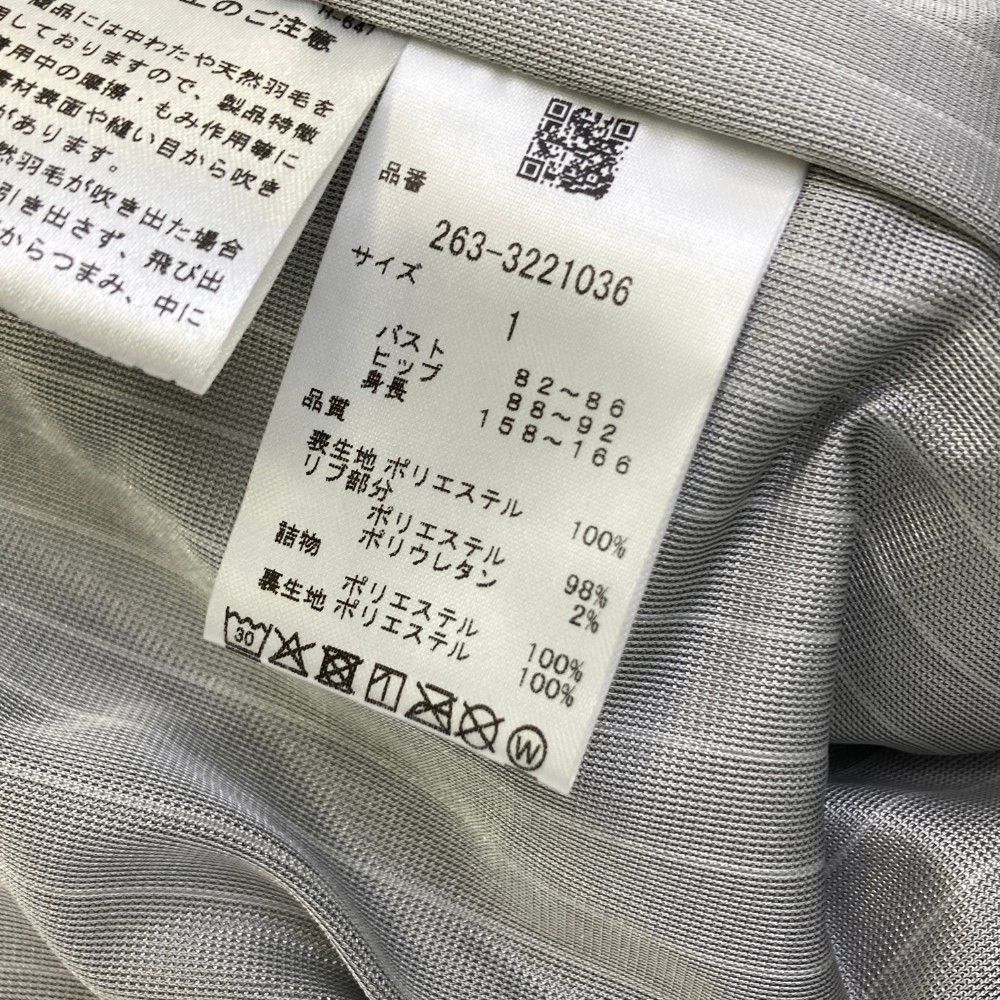 上のご注意
N-647
商品には中わたや天然羽毛を
用しておりますので、製品特徴
着用中の摩擦・もみ作用等に
素材表面や縫い目から吹き
があります。
然羽毛が吹き出た場合
引き出さず、飛び出
からつまみ、中に
品番
263-3221036
サイズ
1
バスト 82～86
ヒップ 88～92
身長 158～166
品質
表生地 ポリエステル 100%
リブ部分
ポリエステル 98%
ポリウレタン 2%
詰物
ポリエステル 100%
裏生地 ポリエステル 100%
30
W